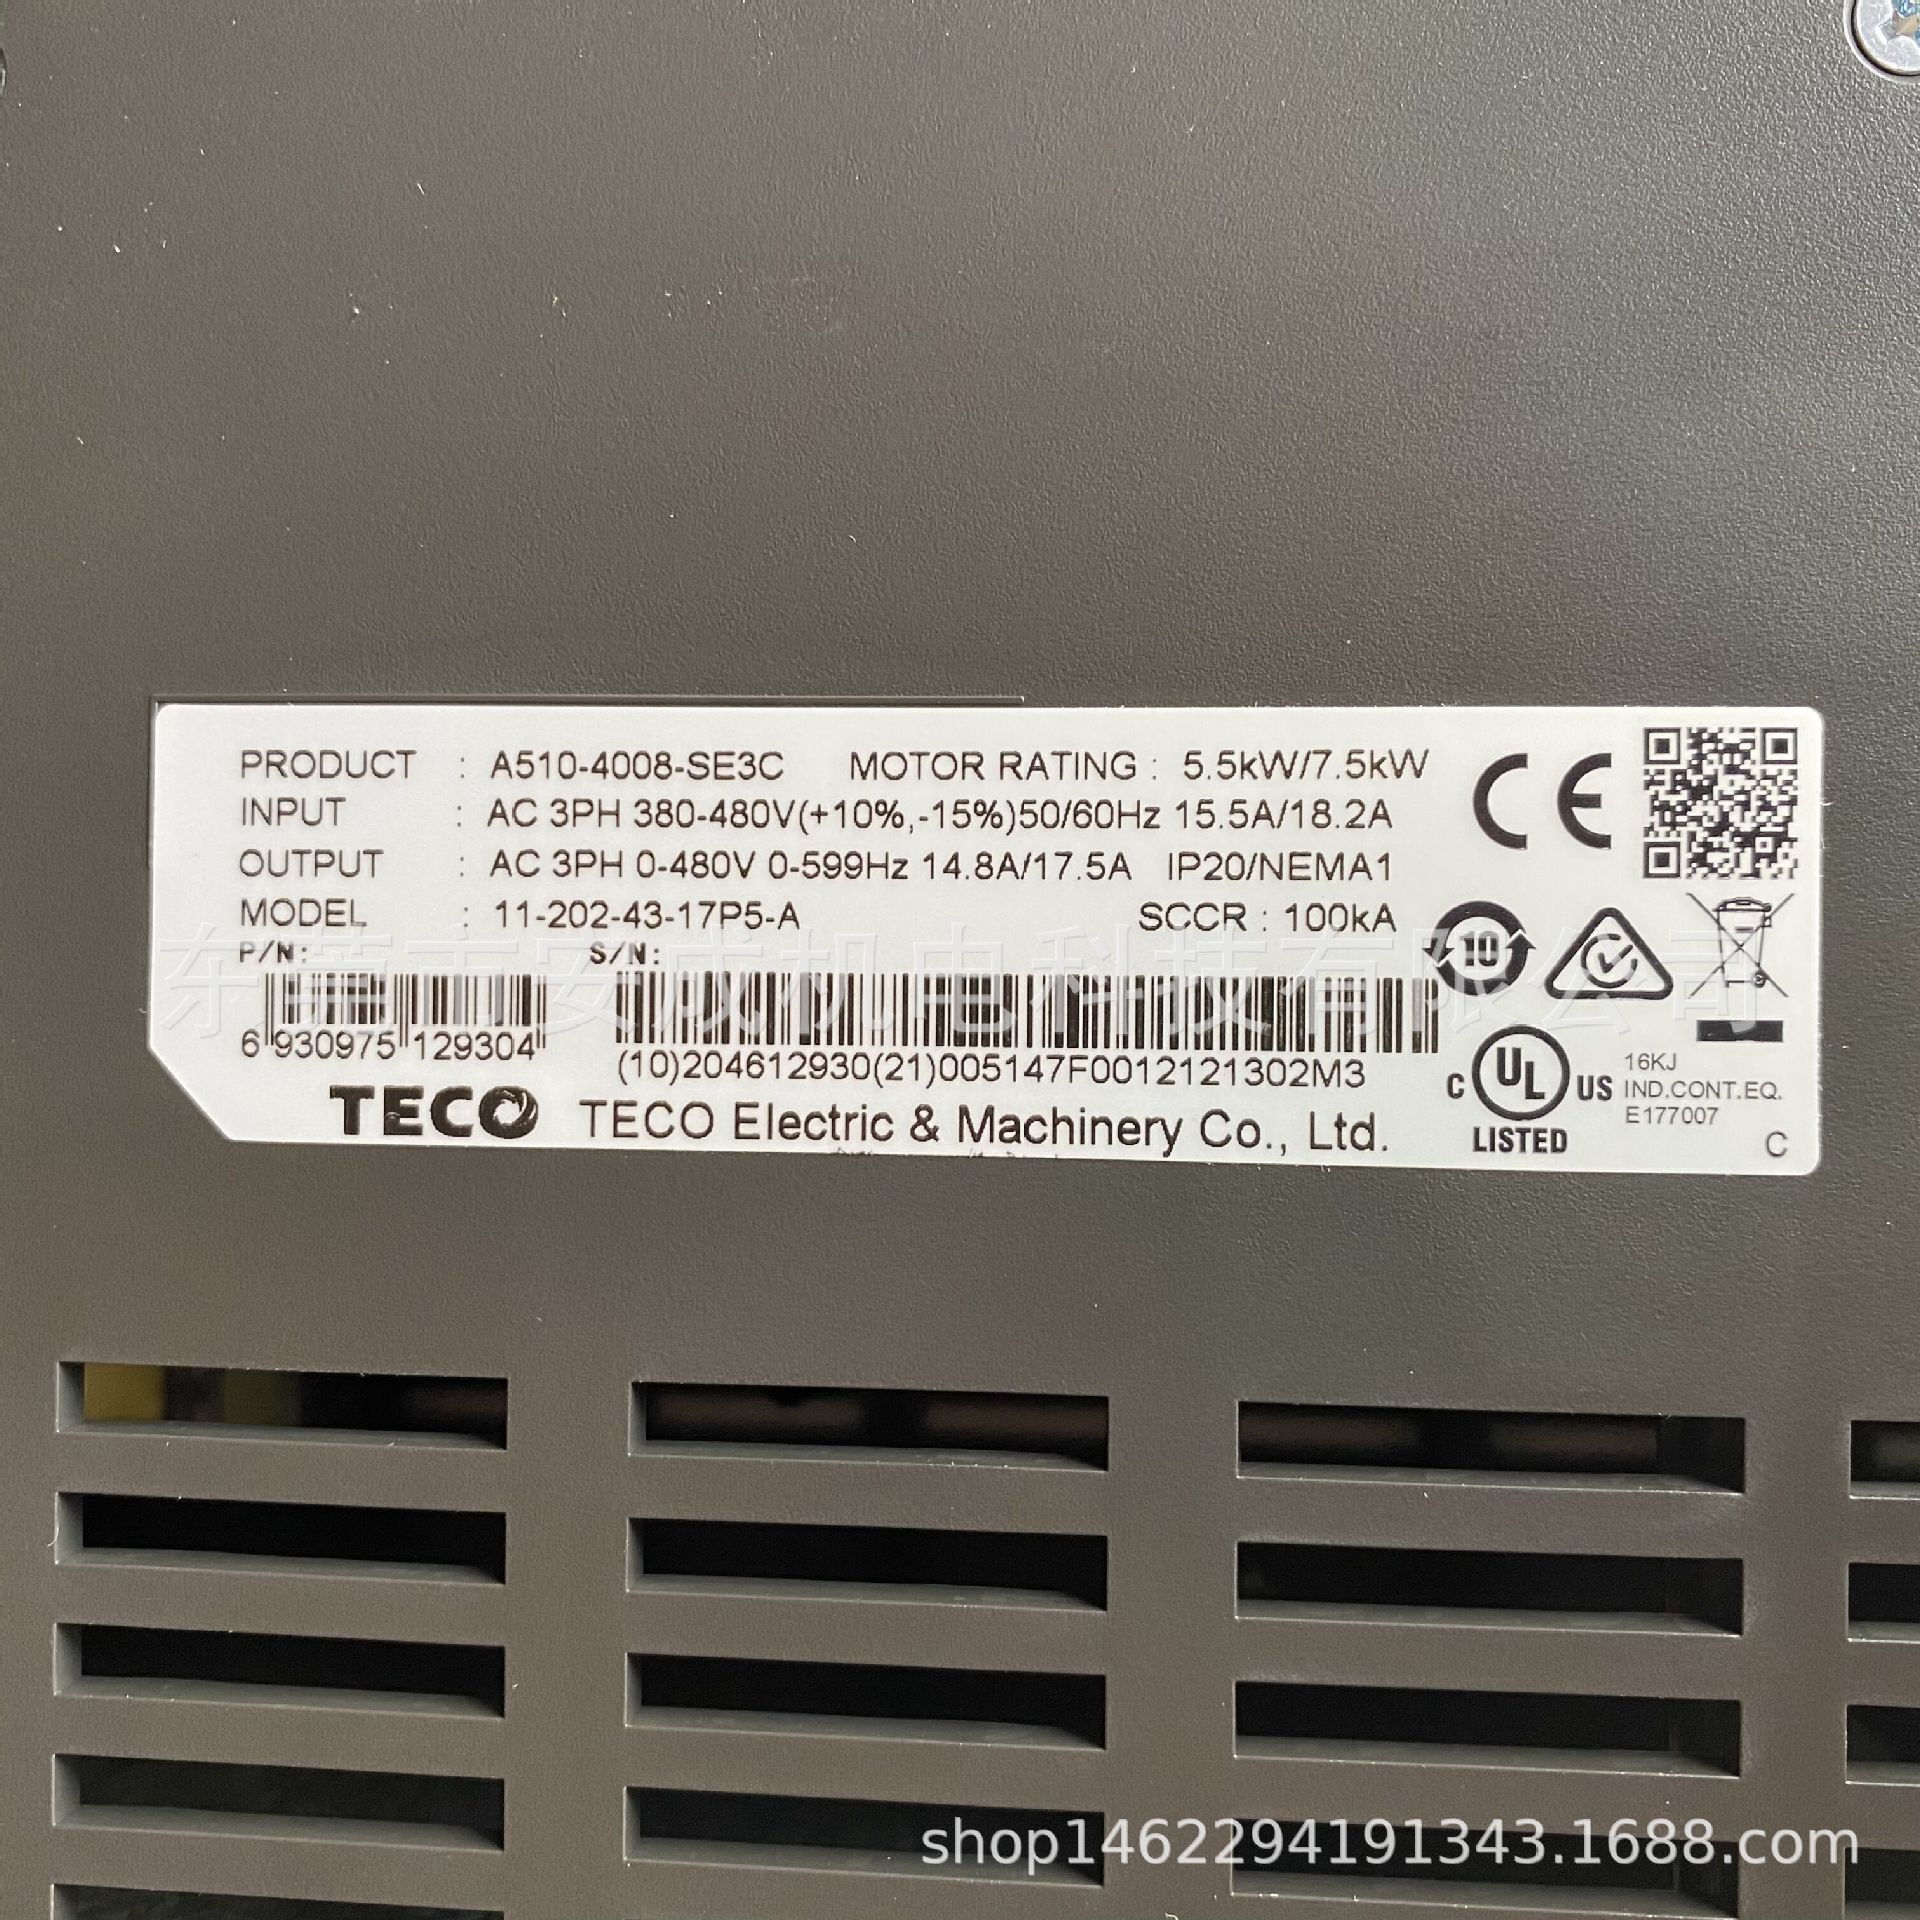 PRODUCT : A510-4008-SE3C MOTOR RATING : 5.5kW/7.5kW
INPUT : AC 3PH 380-480V(+10%,-15%)50/60Hz 15.5A/18.2A
OUTPUT : AC 3PH 0-480V 0-599Hz 14.8A/17.5A IP20/NEMA1
MODEL : 11-202-43-17P5-A SCCR : 100kA
P/N: S/N:
6 930975 129304
(10)204612930(21)005147F0012121302M3
TECO TECO Electric & Machinery Co., Ltd.
CE
10
C UL US
LISTED
16KJ
IND.CONT.EQ.
E177007
C
东莞市安成机电科技有限公司
shop1462294191343.1688.com